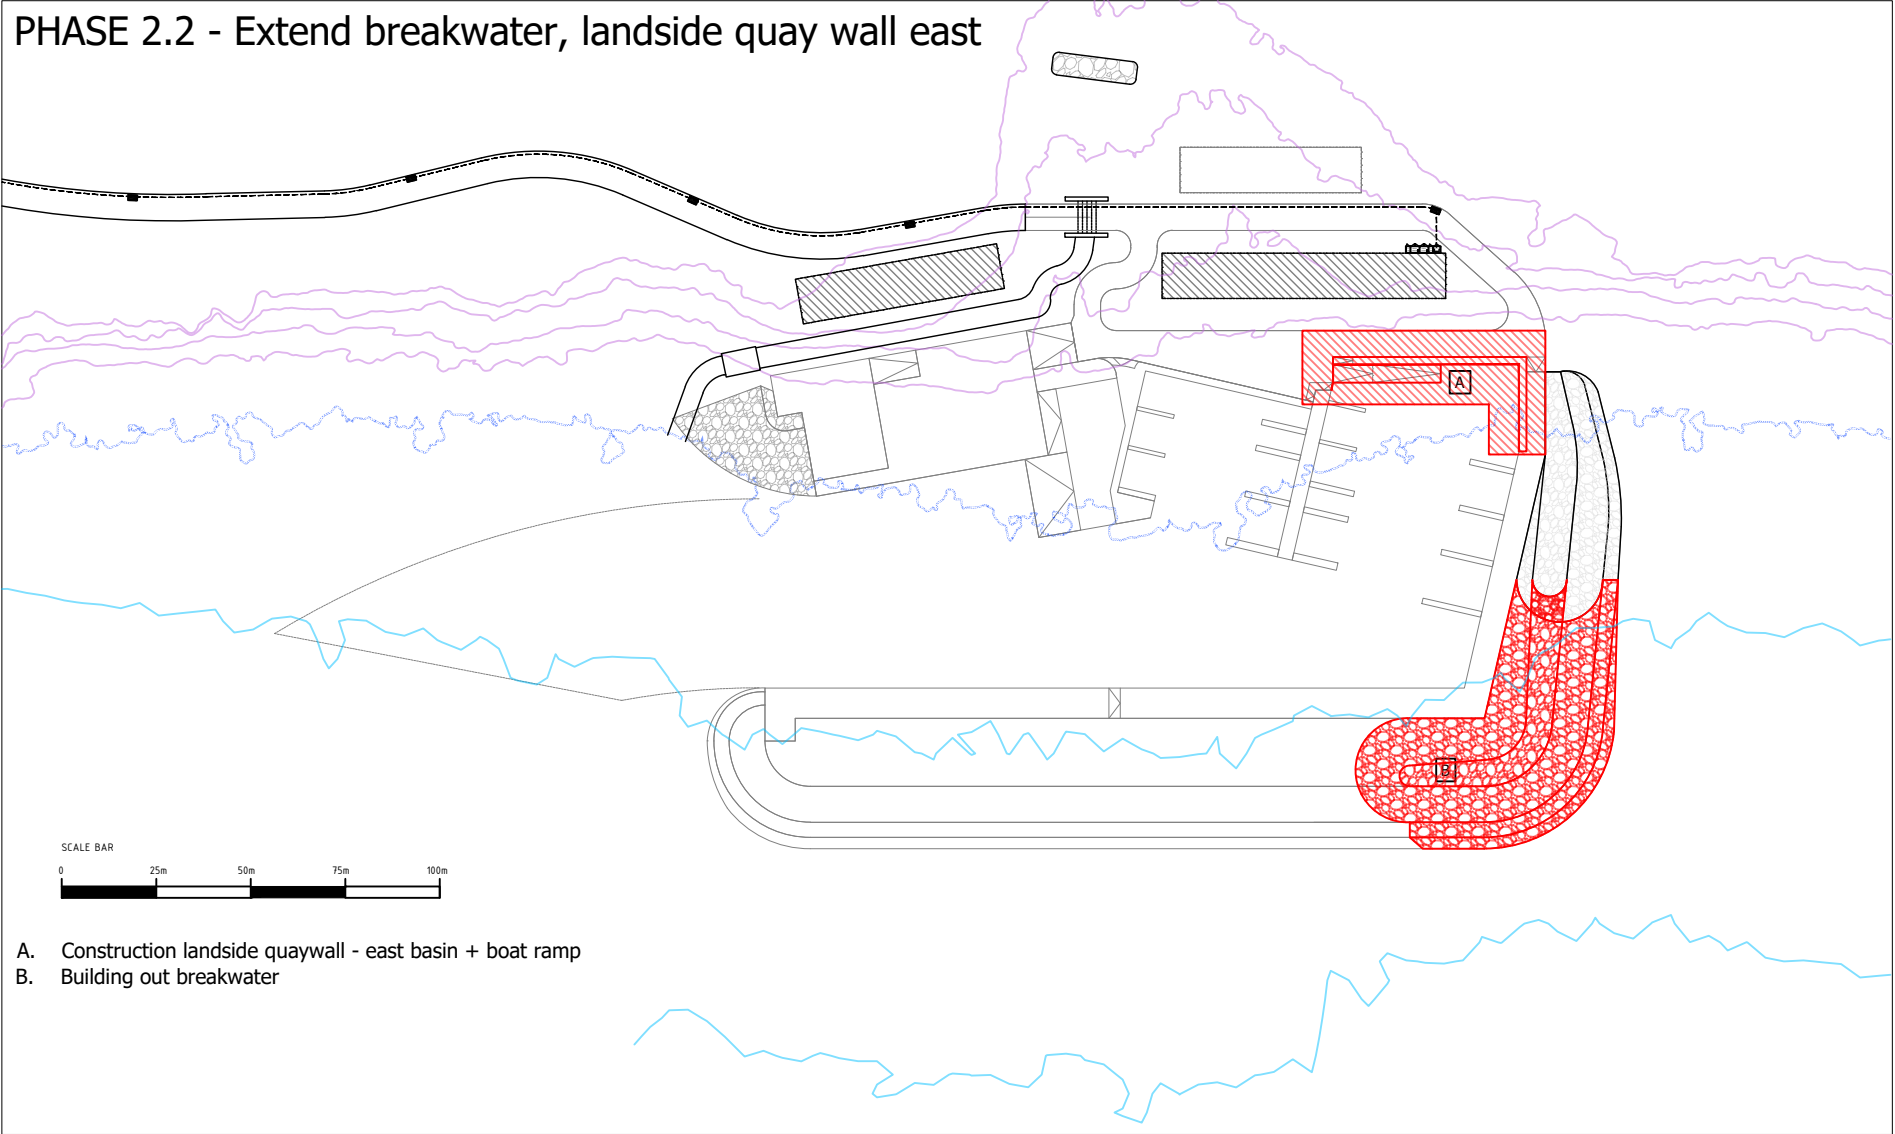 PHASE 2.2 - Extend breakwater, landside quay wall east
A
B
SCALE BAR
0 25m 50m 75m 100m
A. Construction landside quaywall - east basin + boat ramp
B. Building out breakwater